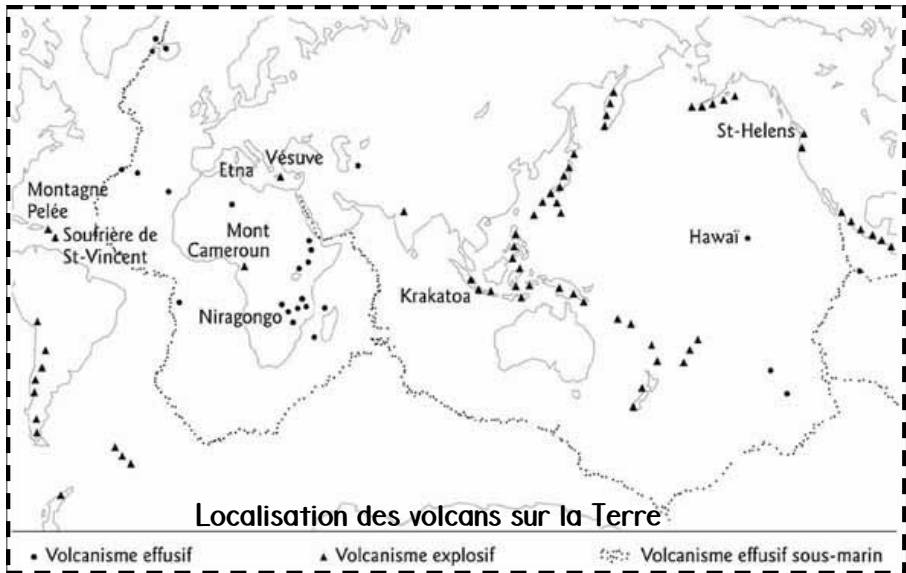 St-Helens
Vésuve
Etna
Montagne
Pelée
Soufrière de
St-Vincent
Mont
Cameroun
Hawaï
Krakatoa
Niragongo
Localisation des volcans sur la Terre
• Volcanisme effusif
▲ Volcanisme explosif
Volcanisme effusif sous-marin